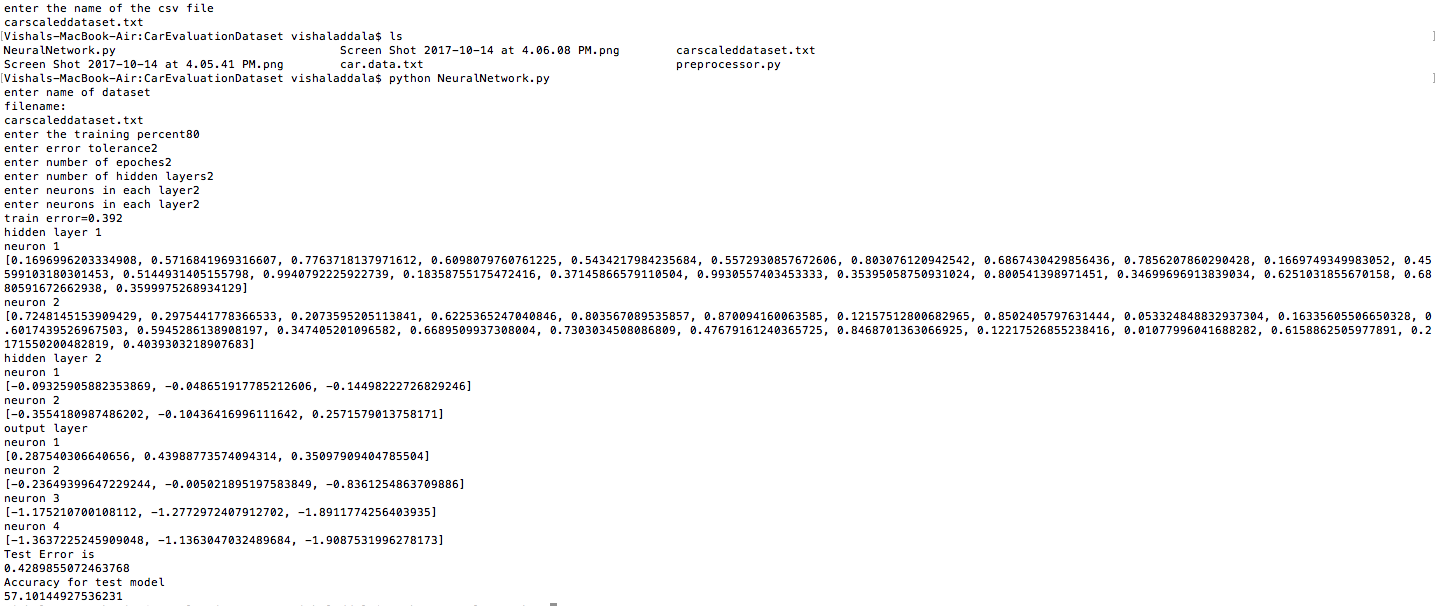 enter the name of the csv file
carscaleddataset.txt
[Vishals-MacBook-Air:CarEvaluationDataset vishaladdala$ ls ]
NeuralNetwork.py Screen Shot 2017-10-14 at 4.06.08 PM.png carscaleddataset.txt
Screen Shot 2017-10-14 at 4.05.41 PM.png car.data.txt preprocessor.py
[Vishals-MacBook-Air:CarEvaluationDataset vishaladdala$ python NeuralNetwork.py ]
enter name of dataset
filename:
carscaleddataset.txt
enter the training percent80
enter error tolerance2
enter number of epoches2
enter number of hidden layers2
enter neurons in each layer2
enter neurons in each layer2
train error=0.392
hidden layer 1
neuron 1
[0.1696996203334908, 0.5716841969316607, 0.7763718137971612, 0.6098079760761225, 0.5434217984235684, 0.5572930857672606, 0.803076120942542, 0.6867430429856436, 0.7856207860290428, 0.1669749349983052, 0.45
599103180301453, 0.5144931405155798, 0.9940792225922739, 0.18358755175472416, 0.37145866579110504, 0.9930557403453333, 0.35395058750931024, 0.800541398971451, 0.34699696913839034, 0.6251031855670158, 0.68
80591672662938, 0.3599975268934129]
neuron 2
[0.7248145153909429, 0.2975441778366533, 0.2073595205113841, 0.6225365247040846, 0.803567089535857, 0.870094160063585, 0.12157512800682965, 0.8502405797631444, 0.053324848832937304, 0.16335605506650328, 0
.6017439526967503, 0.5945286138908197, 0.347405201096582, 0.6689509937308004, 0.7303034508086809, 0.47679161240365725, 0.8468701363066925, 0.12217526855238416, 0.01077996041688282, 0.6158862505977891, 0.2
171550200482819, 0.4039303218907683]
hidden layer 2
neuron 1
[-0.09325905882353869, -0.048651917785212606, -0.14498222726829246]
neuron 2
[-0.3554180987486202, -0.10436416996111642, 0.2571579013758171]
output layer
neuron 1
[0.287540306640656, 0.43988773574094314, 0.35097909404785504]
neuron 2
[-0.23649399647229244, -0.005021895197583849, -0.8361254863709886]
neuron 3
[-1.175210700108112, -1.2772972407912702, -1.8911774256403935]
neuron 4
[-1.3637225245909048, -1.1363047032489684, -1.9087531996278173]
Test Error is
0.4289855072463768
Accuracy for test model
57.10144927536231